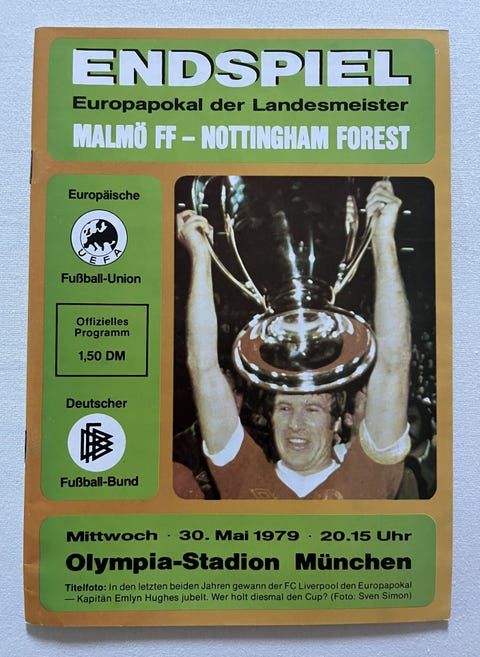 ENDSPIEL
Europapokal der Landesmeister
MALMÖ FF – NOTTINGHAM FOREST
Europäische
UEFA
Fußball-Union
Offizielles
Programm
1,50 DM
Deutscher
DFB
Fußball-Bund
Mittwoch · 30. Mai 1979 · 20.15 Uhr
Olympia-Stadion München
Titelfoto: In den letzten beiden Jahren gewann der FC Liverpool den Europapokal
— Kapitän Emlyn Hughes jubelt. Wer holt diesmal den Cup? (Foto: Sven Simon)